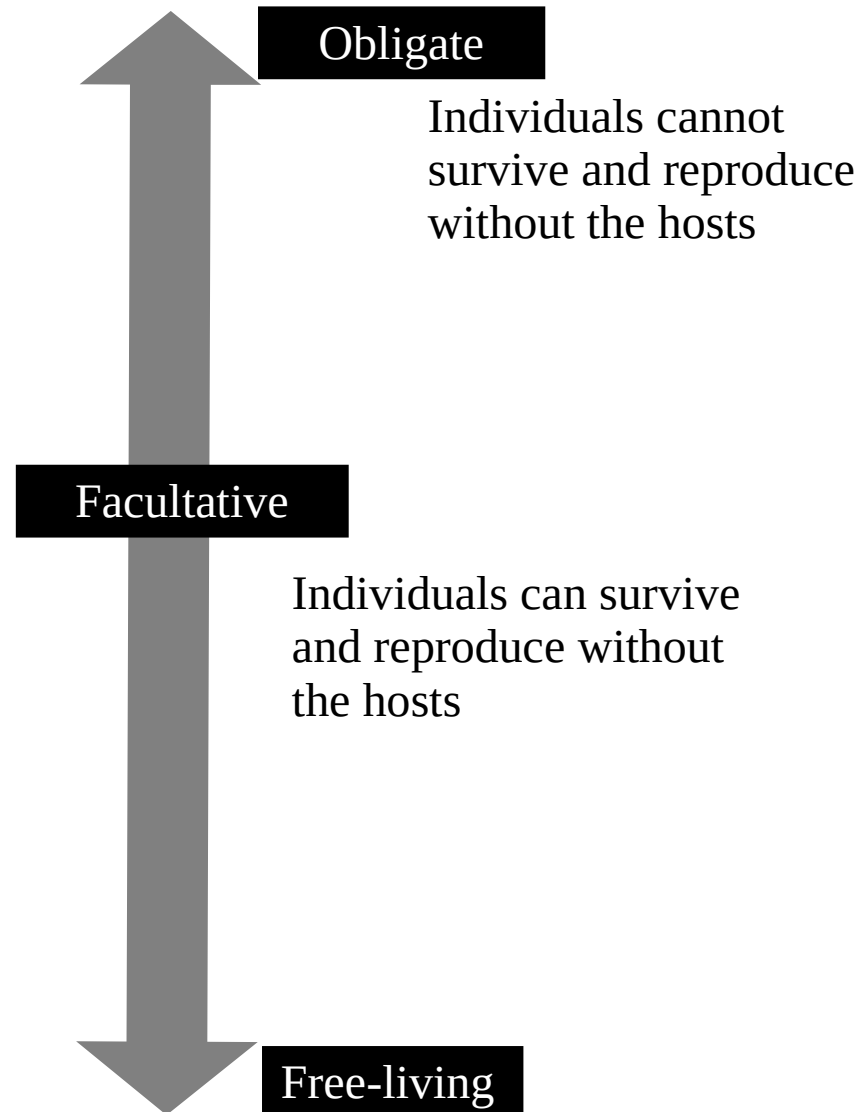 Obligate
Individuals cannot
survive and reproduce
without the hosts
Facultative
Individuals can survive
and reproduce without
the hosts
Free-living